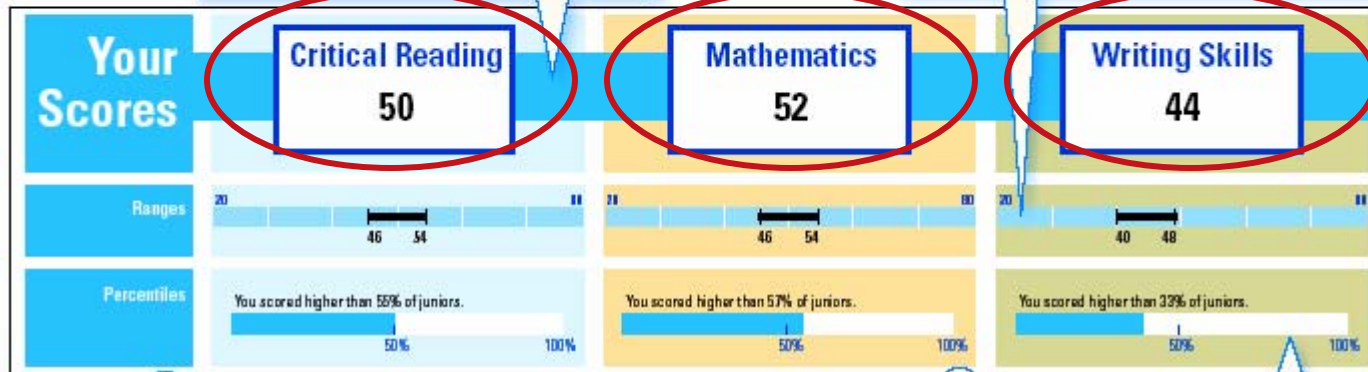 Your
Scores
Critical Reading
50
Mathematics
52
Writing Skills
44
Ranges
20
80
46 54
20
80
46 54
20
80
40 48
Percentiles
You scored higher than 55% of juniors.
50% 100%
You scored higher than 57% of juniors.
50% 100%
You scored higher than 33% of juniors.
50% 100%